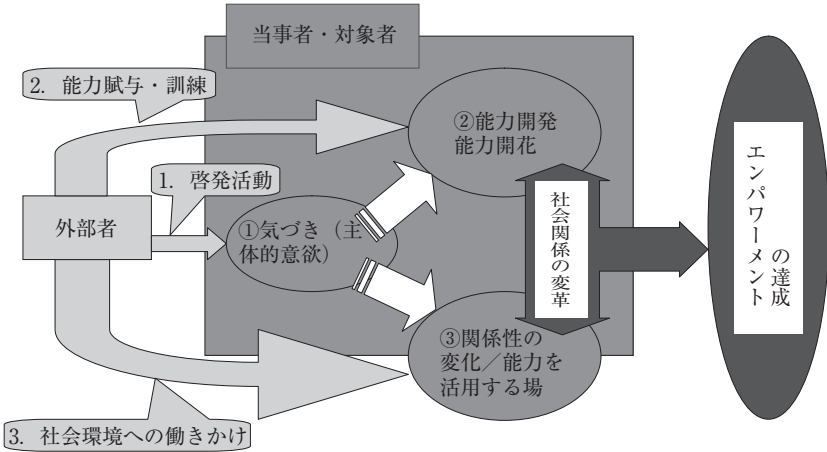 当事者・対象者
2. 能力賦与・訓練
②能力開発
能力開花
1. 啓発活動
外部者
①気づき（主
体的意欲）
社会関係の変革
エンパワーメント
の達成
③関係性の
変化／能力を
活用する場
3. 社会環境への働きかけ